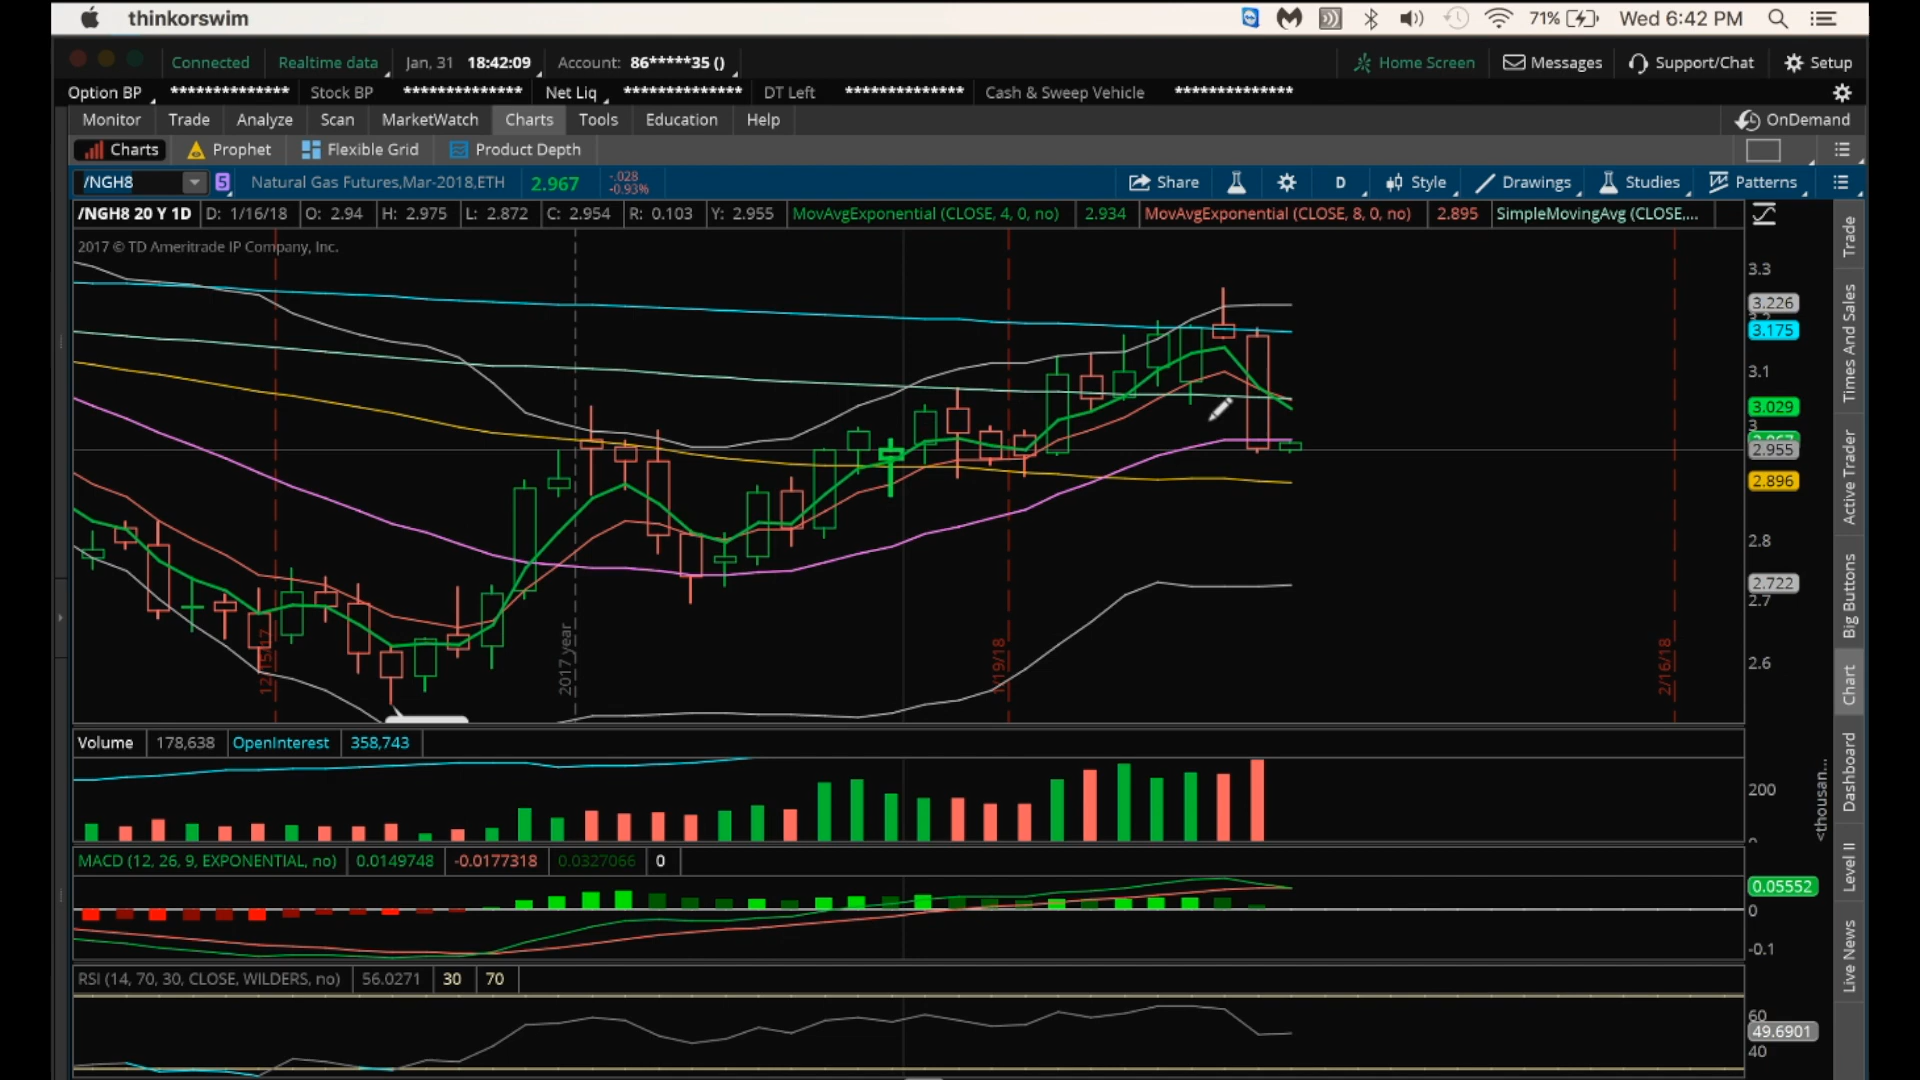 thinkorswim 71% Wed 6:42 PM
Connected Realtime data Jan, 31 18:42:09 Account: 86*****35 () Home Screen Messages Support/Chat Setup
Option BP ************** Stock BP ************** Net Liq ************** DT Left ************** Cash & Sweep Vehicle **************
Monitor Trade Analyze Scan MarketWatch Charts Tools Education Help OnDemand
Charts Prophet Flexible Grid Product Depth
/NGH8 5 Natural Gas Futures,Mar-2018,ETH 2.967 -.028 -0.93% Share D Style Drawings Studies Patterns
/NGH8 20 Y 1D D: 1/16/18 O: 2.94 H: 2.975 L: 2.872 C: 2.954 R: 0.103 Y: 2.955 MovAvgExponential (CLOSE, 4, 0, no) 2.934 MovAvgExponential (CLOSE, 8, 0, no) 2.895 SimpleMovingAvg (CLOSE,...
2017 © TD Ameritrade IP Company, Inc.
3.3
3.226
3.175
3.1
3.029
3
2.955
2.896
2.8
2.722
2.7
2.6
2017 year
1/19/18
2/16/18
Volume 178,638 OpenInterest 358,743
200
<thousan...
MACD (12, 26, 9, EXPONENTIAL, no) 0.0149748 -0.0177318 0.0327066 0
0.05552
0
-0.1
RSI (14, 70, 30, CLOSE, WILDERS, no) 56.0271 30 70
60
49.6901
40
Trade
Times And Sales
Active Trader
Big Buttons
Chart
Dashboard
Level II
Live News